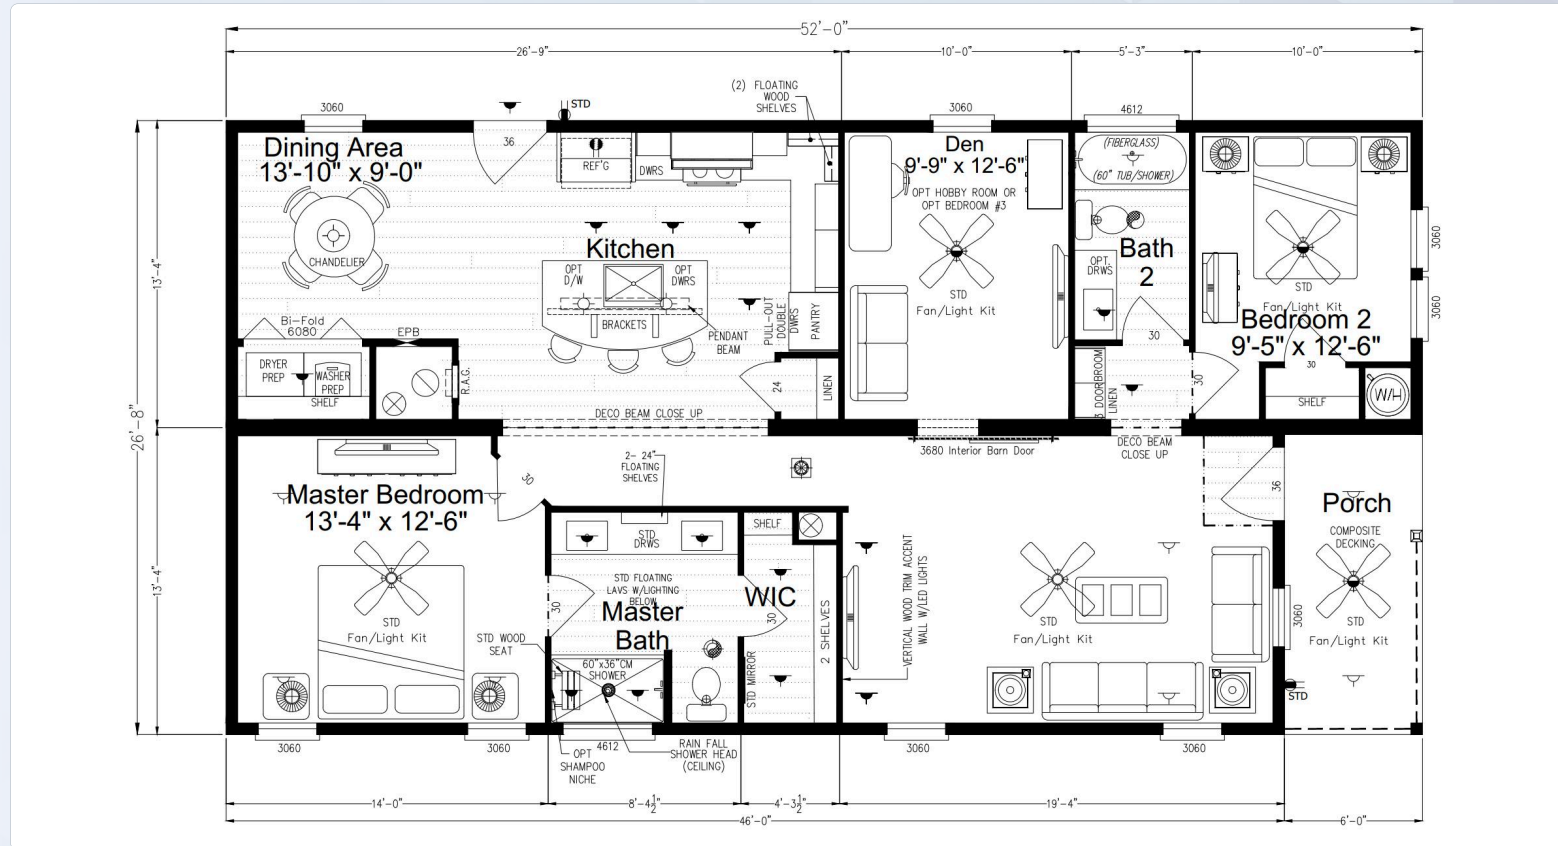 52'-0"
26'-9"
10'-0"
5'-3"
10'-0"
(2) FLOATING
WOOD
SHELVES
3060
STD
3060
4612
36
Dining Area
13'-10" x 9'-0"
REF'G
DWRS
Den
9'-9" x 12'-6"
OPT HOBBY ROOM OR
OPT BEDROOM #3
(FIBERGLASS)
(60" TUB/SHOWER)
CHANDELIER
Kitchen
OPT
D/W
OPT
DWRS
BRACKETS
PENDANT
BEAM
PULL-OUT
DOUBLE
DWRS
PANTRY
STD
Fan/Light Kit
Bath
2
OPT.
DRWS
30
STD
Fan/Light Kit
Bedroom 2
9'-5" x 12'-6"
3060
3060
13'-4"
Bi-Fold
6080
EPB
DRYER
PREP
WASHER
PREP
SHELF
R.A.G.
24
LINEN
3 DOOR
BROOM
LINEN
30
30
SHELF
W/H
26'-8"
DECO BEAM CLOSE UP
3680 Interior Barn Door
DECO BEAM
CLOSE UP
2- 24"
FLOATING
SHELVES
30
36
Master Bedroom
13'-4" x 12'-6"
Porch
COMPOSITE
DECKING
STD
DRWS
SHELF
STD FLOATING
LAVS W/LIGHTING
BELOW
Master
Bath
30
WIC
30
2 SHELVES
STD MIRROR
VERTICAL WOOD TRIM ACCENT
WALL W/LED LIGHTS
13'-4"
STD
Fan/Light Kit
STD WOOD
SEAT
60"x36"CM
SHOWER
STD
Fan/Light Kit
3060
STD
Fan/Light Kit
STD
3060
3060
4612
OPT
SHAMPOO
NICHE
RAIN FALL
SHOWER HEAD
(CEILING)
3060
3060
14'-0"
8'-4½"
4'-3½"
19'-4"
46'-0"
6'-0"